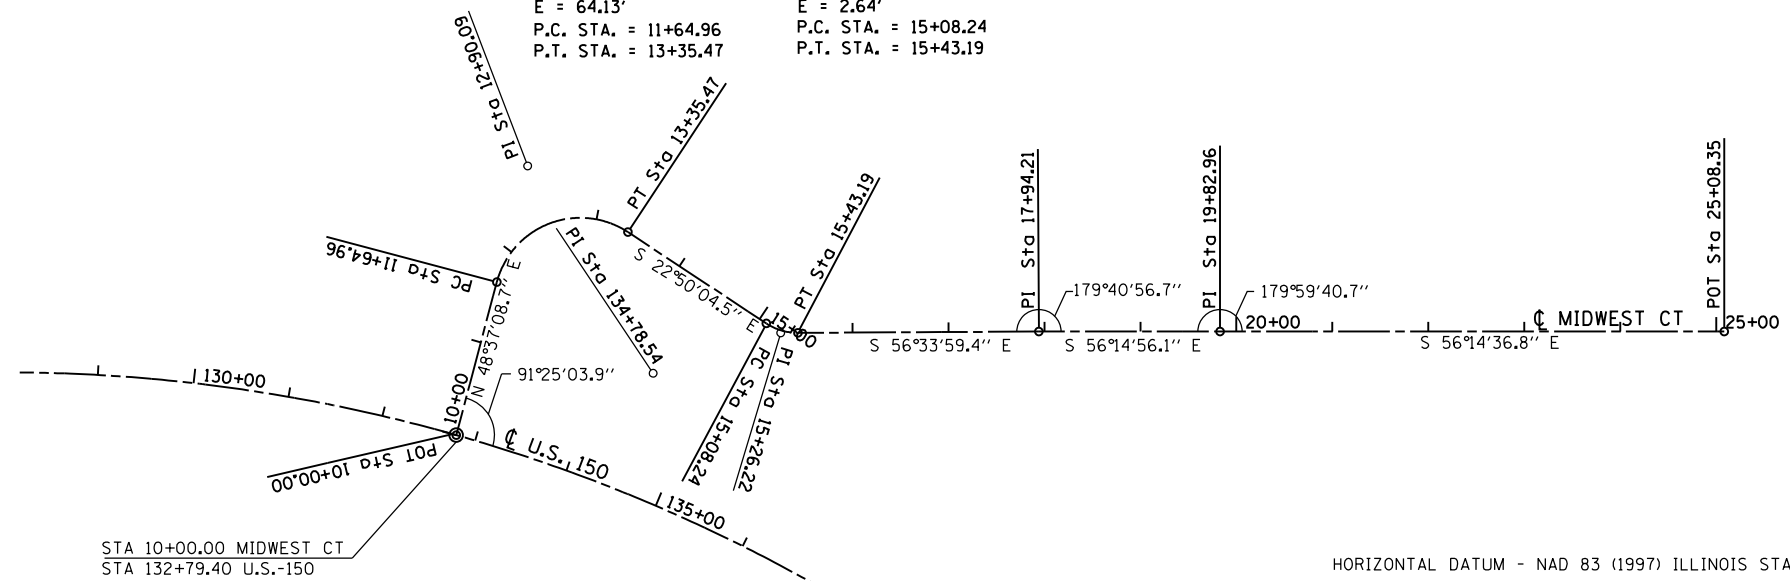 E = 64.13'
P.C. STA. = 11+64.96
P.T. STA. = 13+35.47
E = 2.64'
P.C. STA. = 15+08.24
P.T. STA. = 15+43.19
PI Sta 12+90.09
PT Sta 13+35.47
PC Sta 11+64.96
N 48°37'08.7" E
PI Sta 134+78.54
S 22°50'04.5" E
PT Sta 15+43.19
15+00
PC Sta 15+08.24
PI Sta 15+26.22
PI Sta 17+94.21
179°40'56.7"
PI Sta 19+82.96
179°59'40.7"
20+00
POT Sta 25+08.35
℄ MIDWEST CT
25+00
S 56°33'59.4" E
S 56°14'56.1" E
S 56°14'36.8" E
130+00
10+00
91°25'03.9"
POT Sta 10+00.00
℄ U.S. 150
135+00
STA 10+00.00 MIDWEST CT
STA 132+79.40 U.S.-150
HORIZONTAL DATUM - NAD 83 (1997) ILLINOIS STA